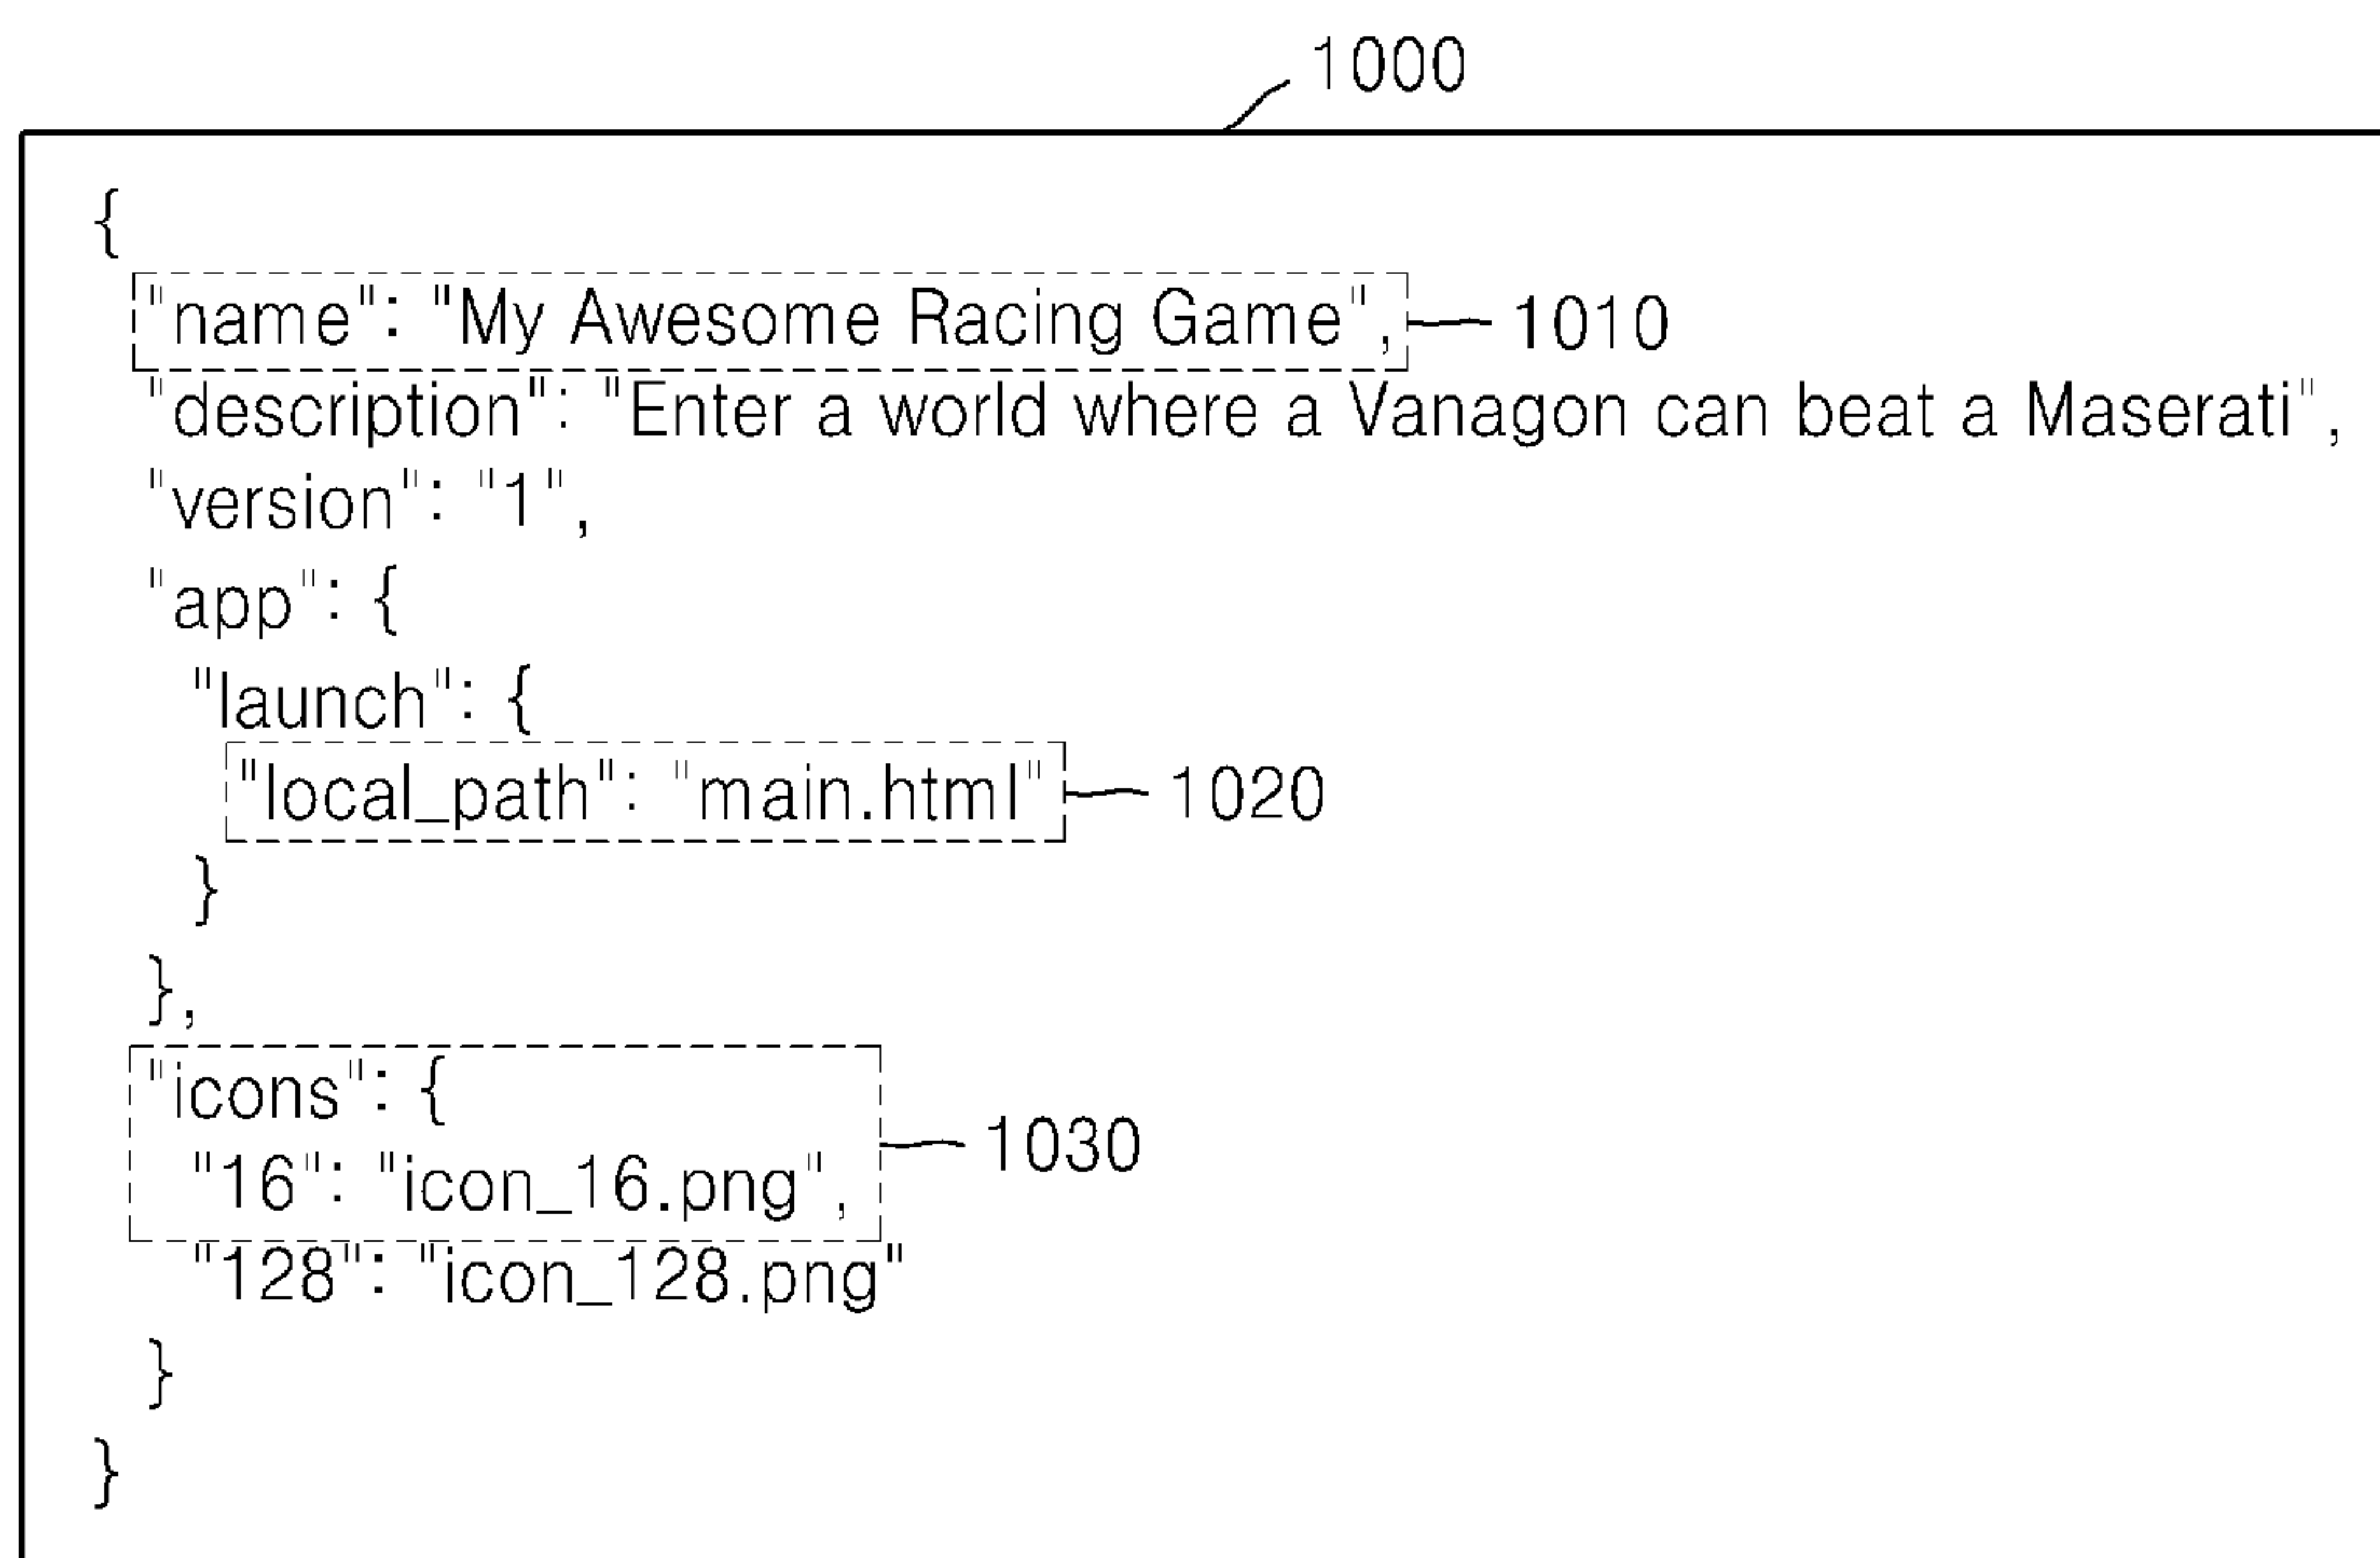 1000
{
"name": "My Awesome Racing Game", 1010
"description": "Enter a world where a Vanagon can beat a Maserati",
"version": "1",
"app": {
"launch": {
"local_path": "main.html" 1020
}
},
"icons": {
1030
"16": "icon_16.png",
"128": "icon_128.png"
}
}